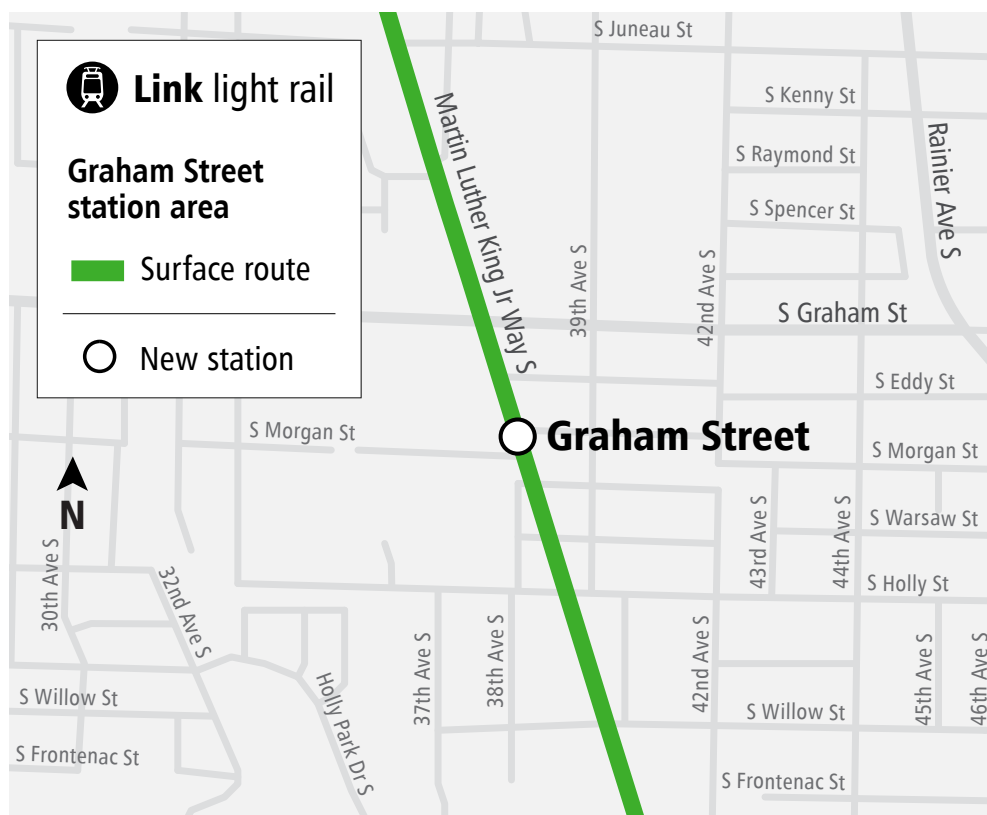 Link light rail
Graham Street
station area
Surface route
New station
N
S Juneau St
S Kenny St
S Raymond St
S Spencer St
Rainier Ave S
Martin Luther King Jr Way S
39th Ave S
42nd Ave S
S Graham St
S Eddy St
S Morgan St
Graham Street
S Morgan St
S Warsaw St
43rd Ave S
44th Ave S
S Holly St
30th Ave S
32nd Ave S
37th Ave S
38th Ave S
42nd Ave S
45th Ave S
46th Ave S
S Willow St
Holly Park Dr S
S Willow St
S Frontenac St
S Frontenac St